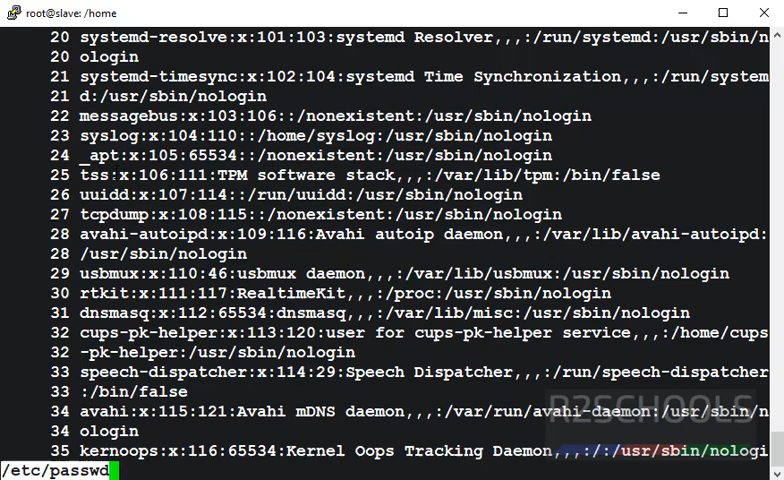 root@slave: /home
20 systemd-resolve:x:101:103:systemd Resolver,,,:/run/systemd:/usr/sbin/n
20 ologin
21 systemd-timesync:x:102:104:systemd Time Synchronization,,,:/run/system
21 d:/usr/sbin/nologin
22 messagebus:x:103:106::/nonexistent:/usr/sbin/nologin
23 syslog:x:104:110::/home/syslog:/usr/sbin/nologin
24 _apt:x:105:65534::/nonexistent:/usr/sbin/nologin
25 tss:x:106:111:TPM software stack,,,:/var/lib/tpm:/bin/false
26 uuidd:x:107:114::/run/uuidd:/usr/sbin/nologin
27 tcpdump:x:108:115::/nonexistent:/usr/sbin/nologin
28 avahi-autoipd:x:109:116:Avahi autoip daemon,,,:/var/lib/avahi-autoipd:
28 /usr/sbin/nologin
29 usbmux:x:110:46:usbmux daemon,,,:/var/lib/usbmux:/usr/sbin/nologin
30 rtkit:x:111:117:RealtimeKit,,,:/proc:/usr/sbin/nologin
31 dnsmasq:x:112:65534:dnsmasq,,,:/var/lib/misc:/usr/sbin/nologin
32 cups-pk-helper:x:113:120:user for cups-pk-helper service,,,:/home/cups
32 -pk-helper:/usr/sbin/nologin
33 speech-dispatcher:x:114:29:Speech Dispatcher,,,:/run/speech-dispatcher
33 :/bin/false
34 avahi:x:115:121:Avahi mDNS daemon,,,:/var/run/avahi-daemon:/usr/sbin/n
34 ologin
R2SCHOOLS
35 kernoops:x:116:65534:Kernel Oops Tracking Daemon,,,:/:/usr/sbin/nologi
/etc/passwd